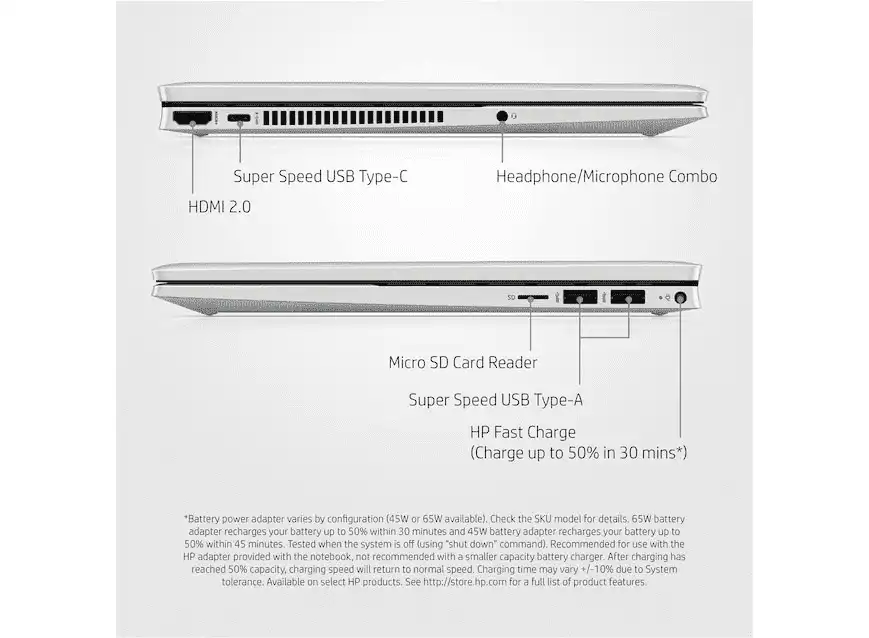 Super Speed USB Type-C
Headphone/Microphone Combo
HDMI 2.0
SD
Micro SD Card Reader
Super Speed USB Type-A
HP Fast Charge
(Charge up to 50% in 30 mins*)
*Battery power adapter varies by configuration (45W or 65W available). Check the SKU model for details. 65W battery
adapter recharges your battery up to 50% within 30 minutes and 45W battery adapter recharges your battery up to
50% within 45 minutes. Tested when the system is off (using "shut down" command). Recommended for use with the
HP adapter provided with the notebook, not recommended with a smaller capacity battery charger. After charging has
reached 50% capacity, charging speed will return to normal speed. Charging time may vary +/-10% due to System
tolerance. Available on select HP products. See http://store.hp.com for a full list of product features.